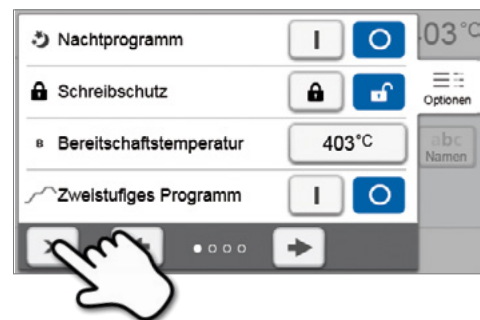 Nachtprogramm I O
Schreibschutz
B Bereitschaftstemperatur 403°C
Zweistufiges Programm I O
03°C
Optionen
abc
Namen